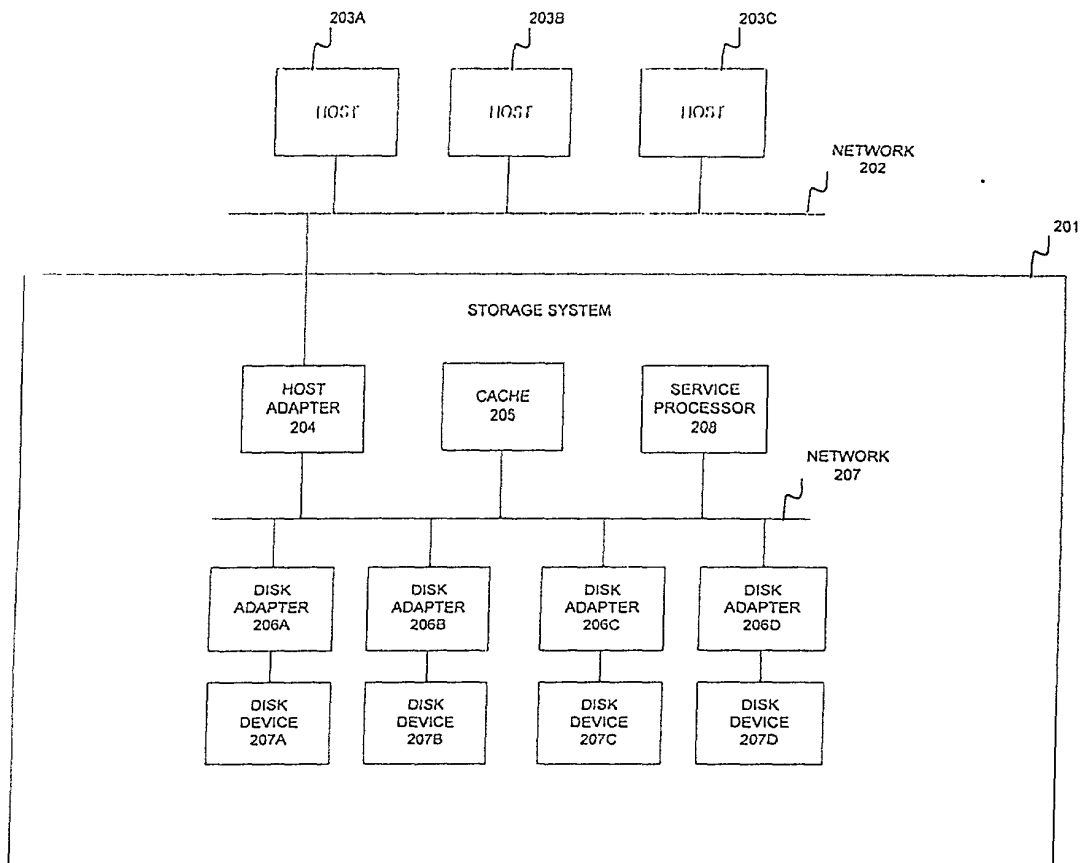 203A
203B
203C
HOST
HOST
HOST
NETWORK
202
201
STORAGE SYSTEM
HOST
ADAPTER
204
CACHE
205
SERVICE
PROCESSOR
208
NETWORK
207
DISK
ADAPTER
206A
DISK
ADAPTER
206B
DISK
ADAPTER
206C
DISK
ADAPTER
206D
DISK
DEVICE
207A
DISK
DEVICE
207B
DISK
DEVICE
207C
DISK
DEVICE
207D